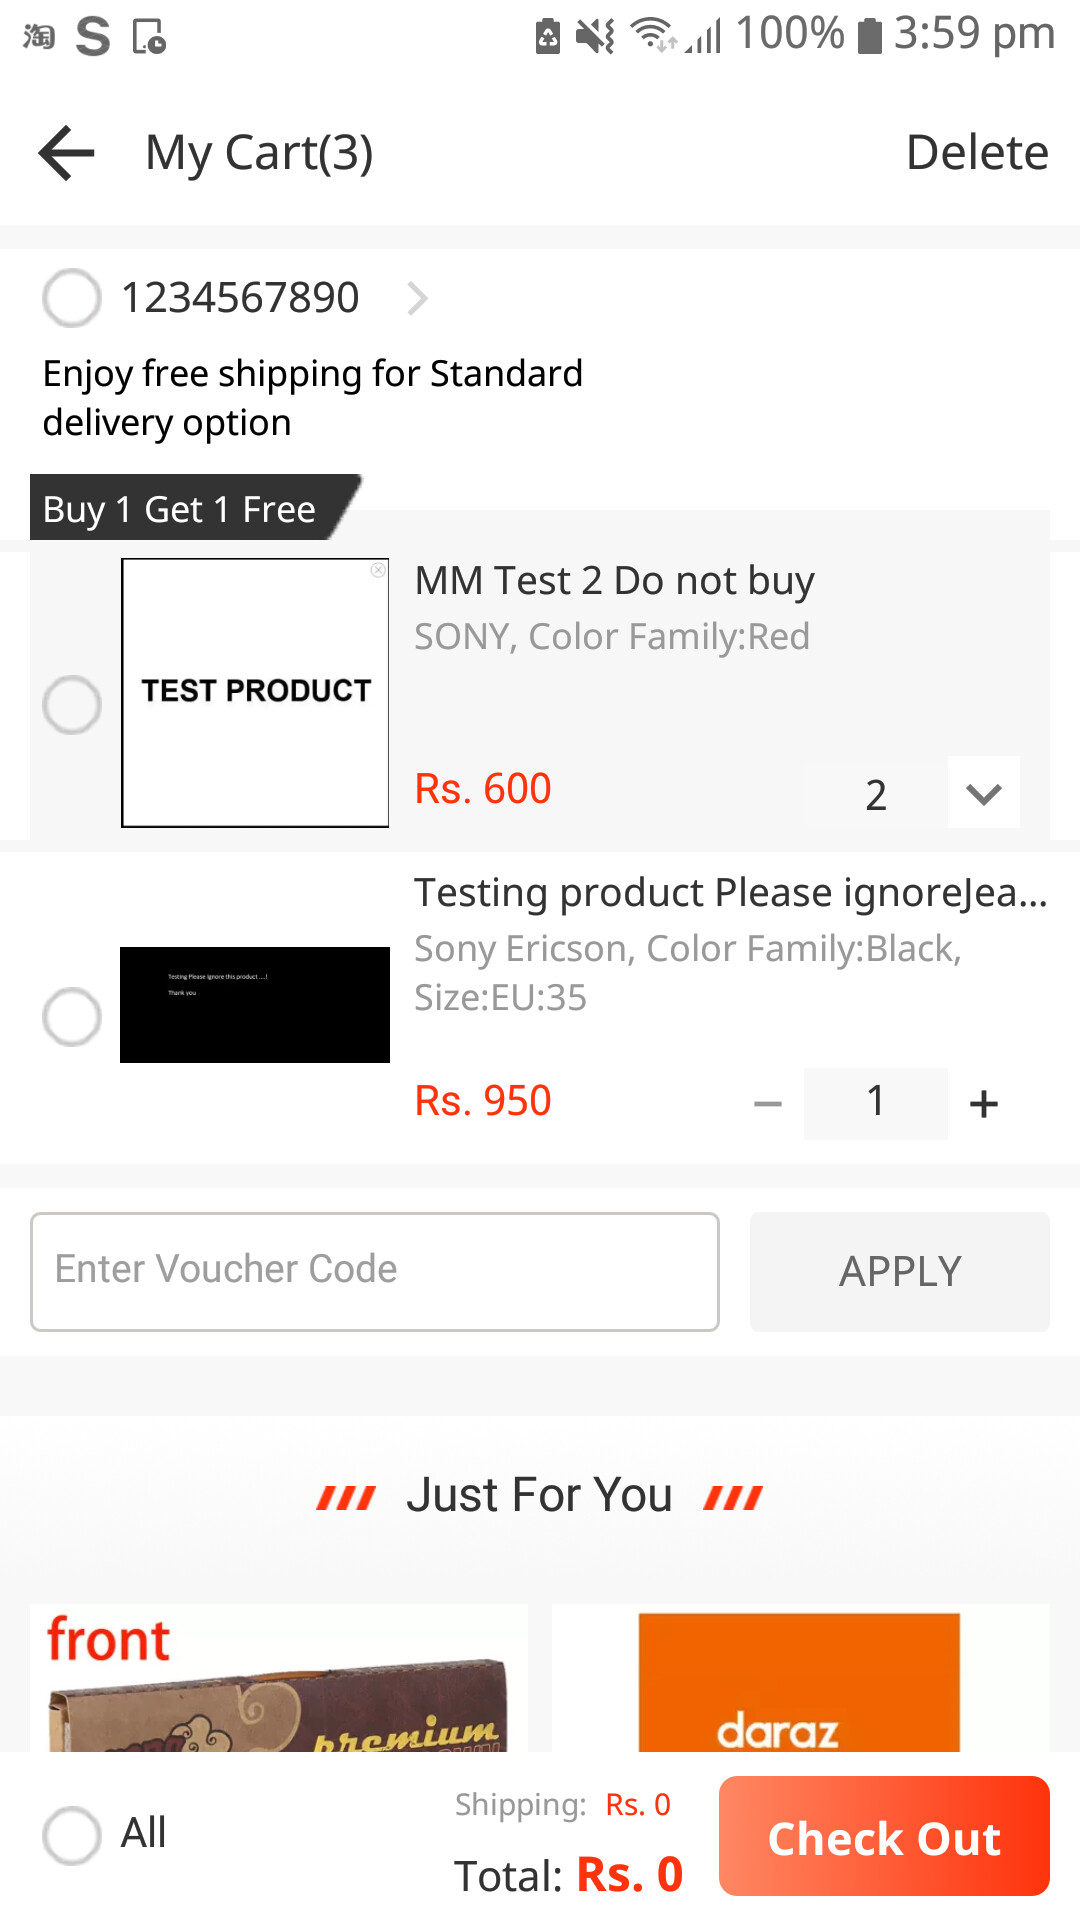 淘 S 100% 3:59 pm
My Cart(3) Delete
1234567890
Enjoy free shipping for Standard
delivery option
Buy 1 Get 1 Free
MM Test 2 Do not buy
SONY, Color Family:Red
TEST PRODUCT
Rs. 600 2
Testing product Please ignoreJea...
Sony Ericson, Color Family:Black,
Size:EU:35
Testing Please Ignore this product ....!
Thank you
Rs. 950 1
Enter Voucher Code APPLY
Just For You
front
premium
daraz
All
Shipping: Rs. 0
Total: Rs. 0
Check Out